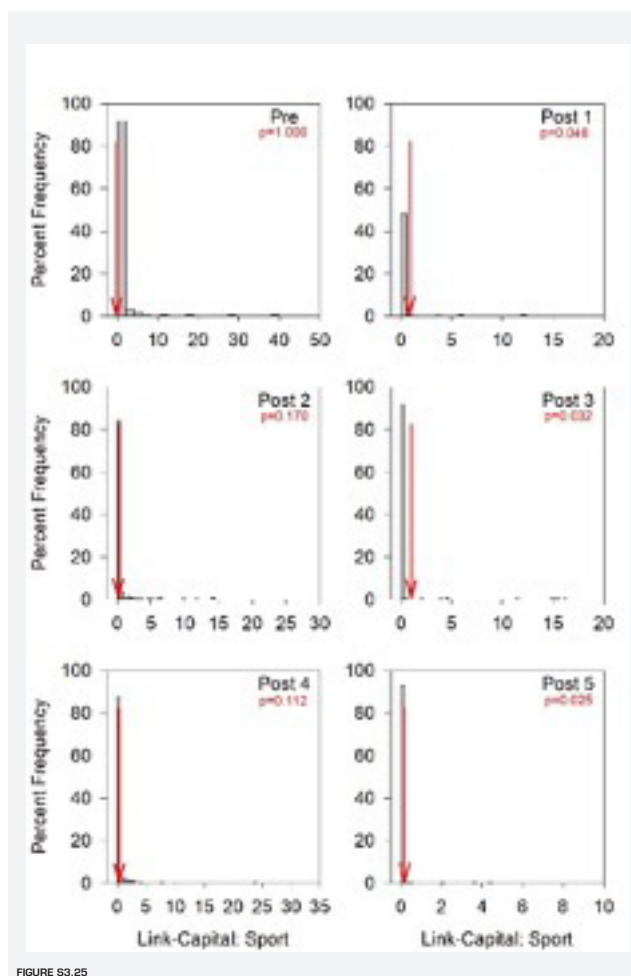 Pre
p=1.000
Percent Frequency
100
80
60
40
20
0
0 10 20 30 40 50
Post 1
p=0.046
100
80
60
40
20
0
0 5 10 15 20
Post 2
p=0.170
Percent Frequency
100
80
60
40
20
0
0 5 10 15 20 25 30
Post 3
p=0.032
100
80
60
40
20
0
0 5 10 15 20
Post 4
p=0.112
Percent Frequency
100
80
60
40
20
0
0 5 10 15 20 25 30 35
Link-Capital: Sport
Post 5
p=0.025
100
80
60
40
20
0
0 2 4 6 8 10
Link-Capital: Sport
FIGURE S3.25